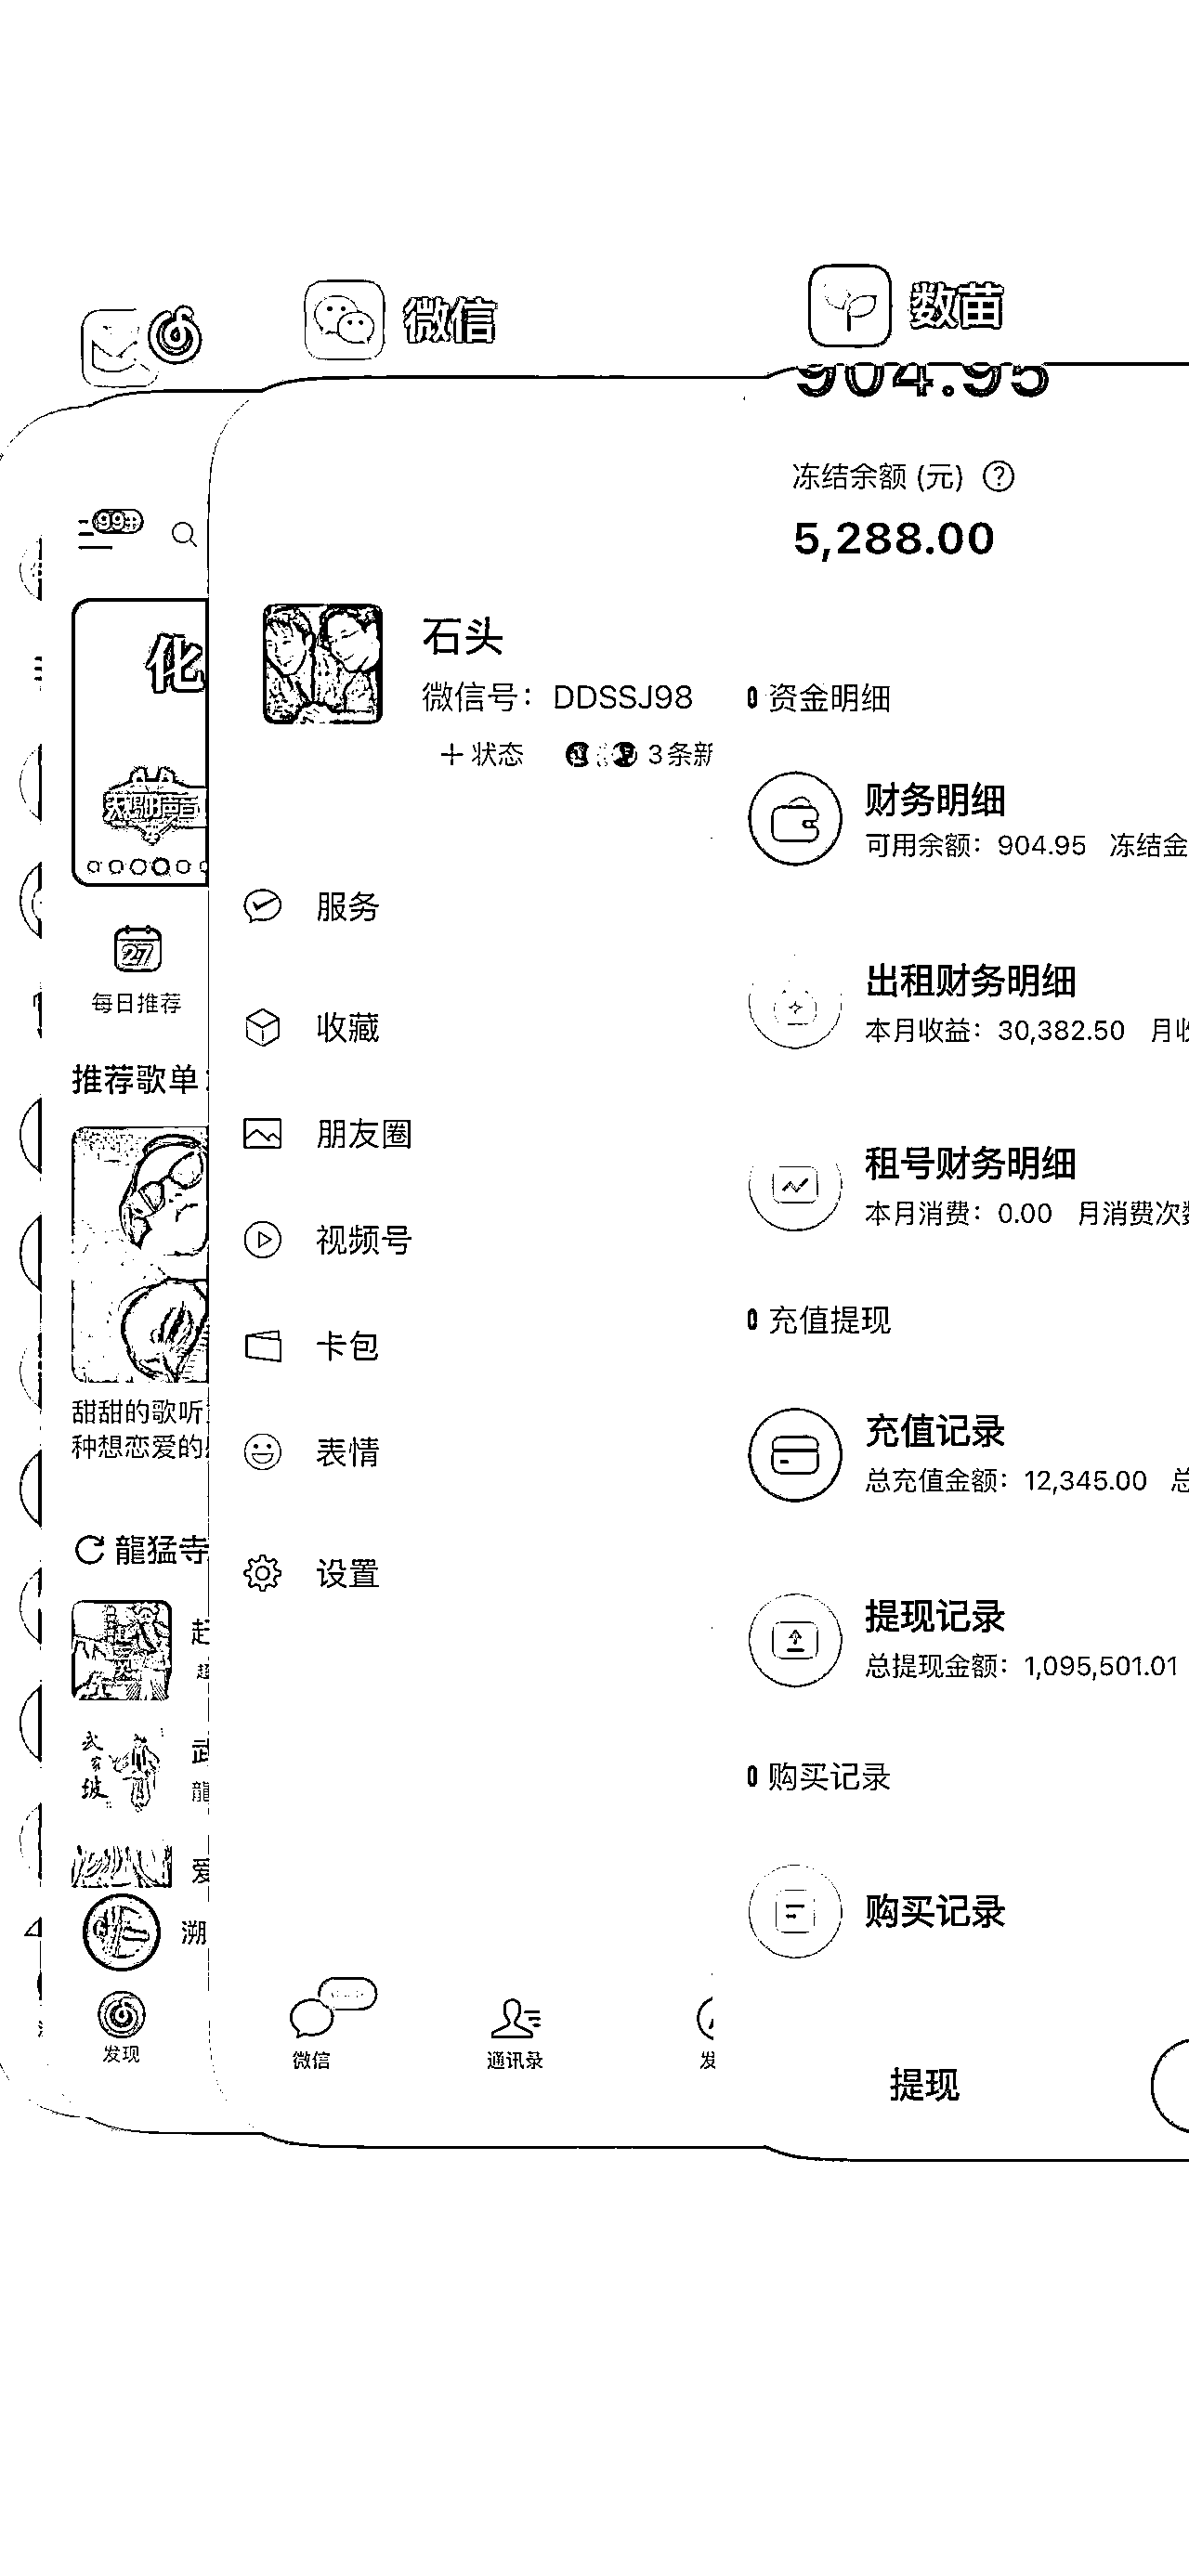 微信
数苗
904.95
冻结余额 (元) ?
5,288.00
99+
化
石头
微信号: DDSSJ98
+ 状态 3条新
资金明细
财务明细
可用余额: 904.95 冻结金
天赐的声音
服务
27
每日推荐
出租财务明细
本月收益: 30,382.50 月收
收藏
推荐歌单
朋友圈
租号财务明细
本月消费: 0.00 月消费次数
视频号
充值提现
卡包
甜甜的歌听
种想恋爱的
表情
充值记录
总充值金额: 12,345.00 总
龍猛寺
设置
提现记录
总提现金额: 1,095,501.01
武家坡
武
龍
购买记录
爱
购买记录
溯
发现
微信
通讯录
发
提现